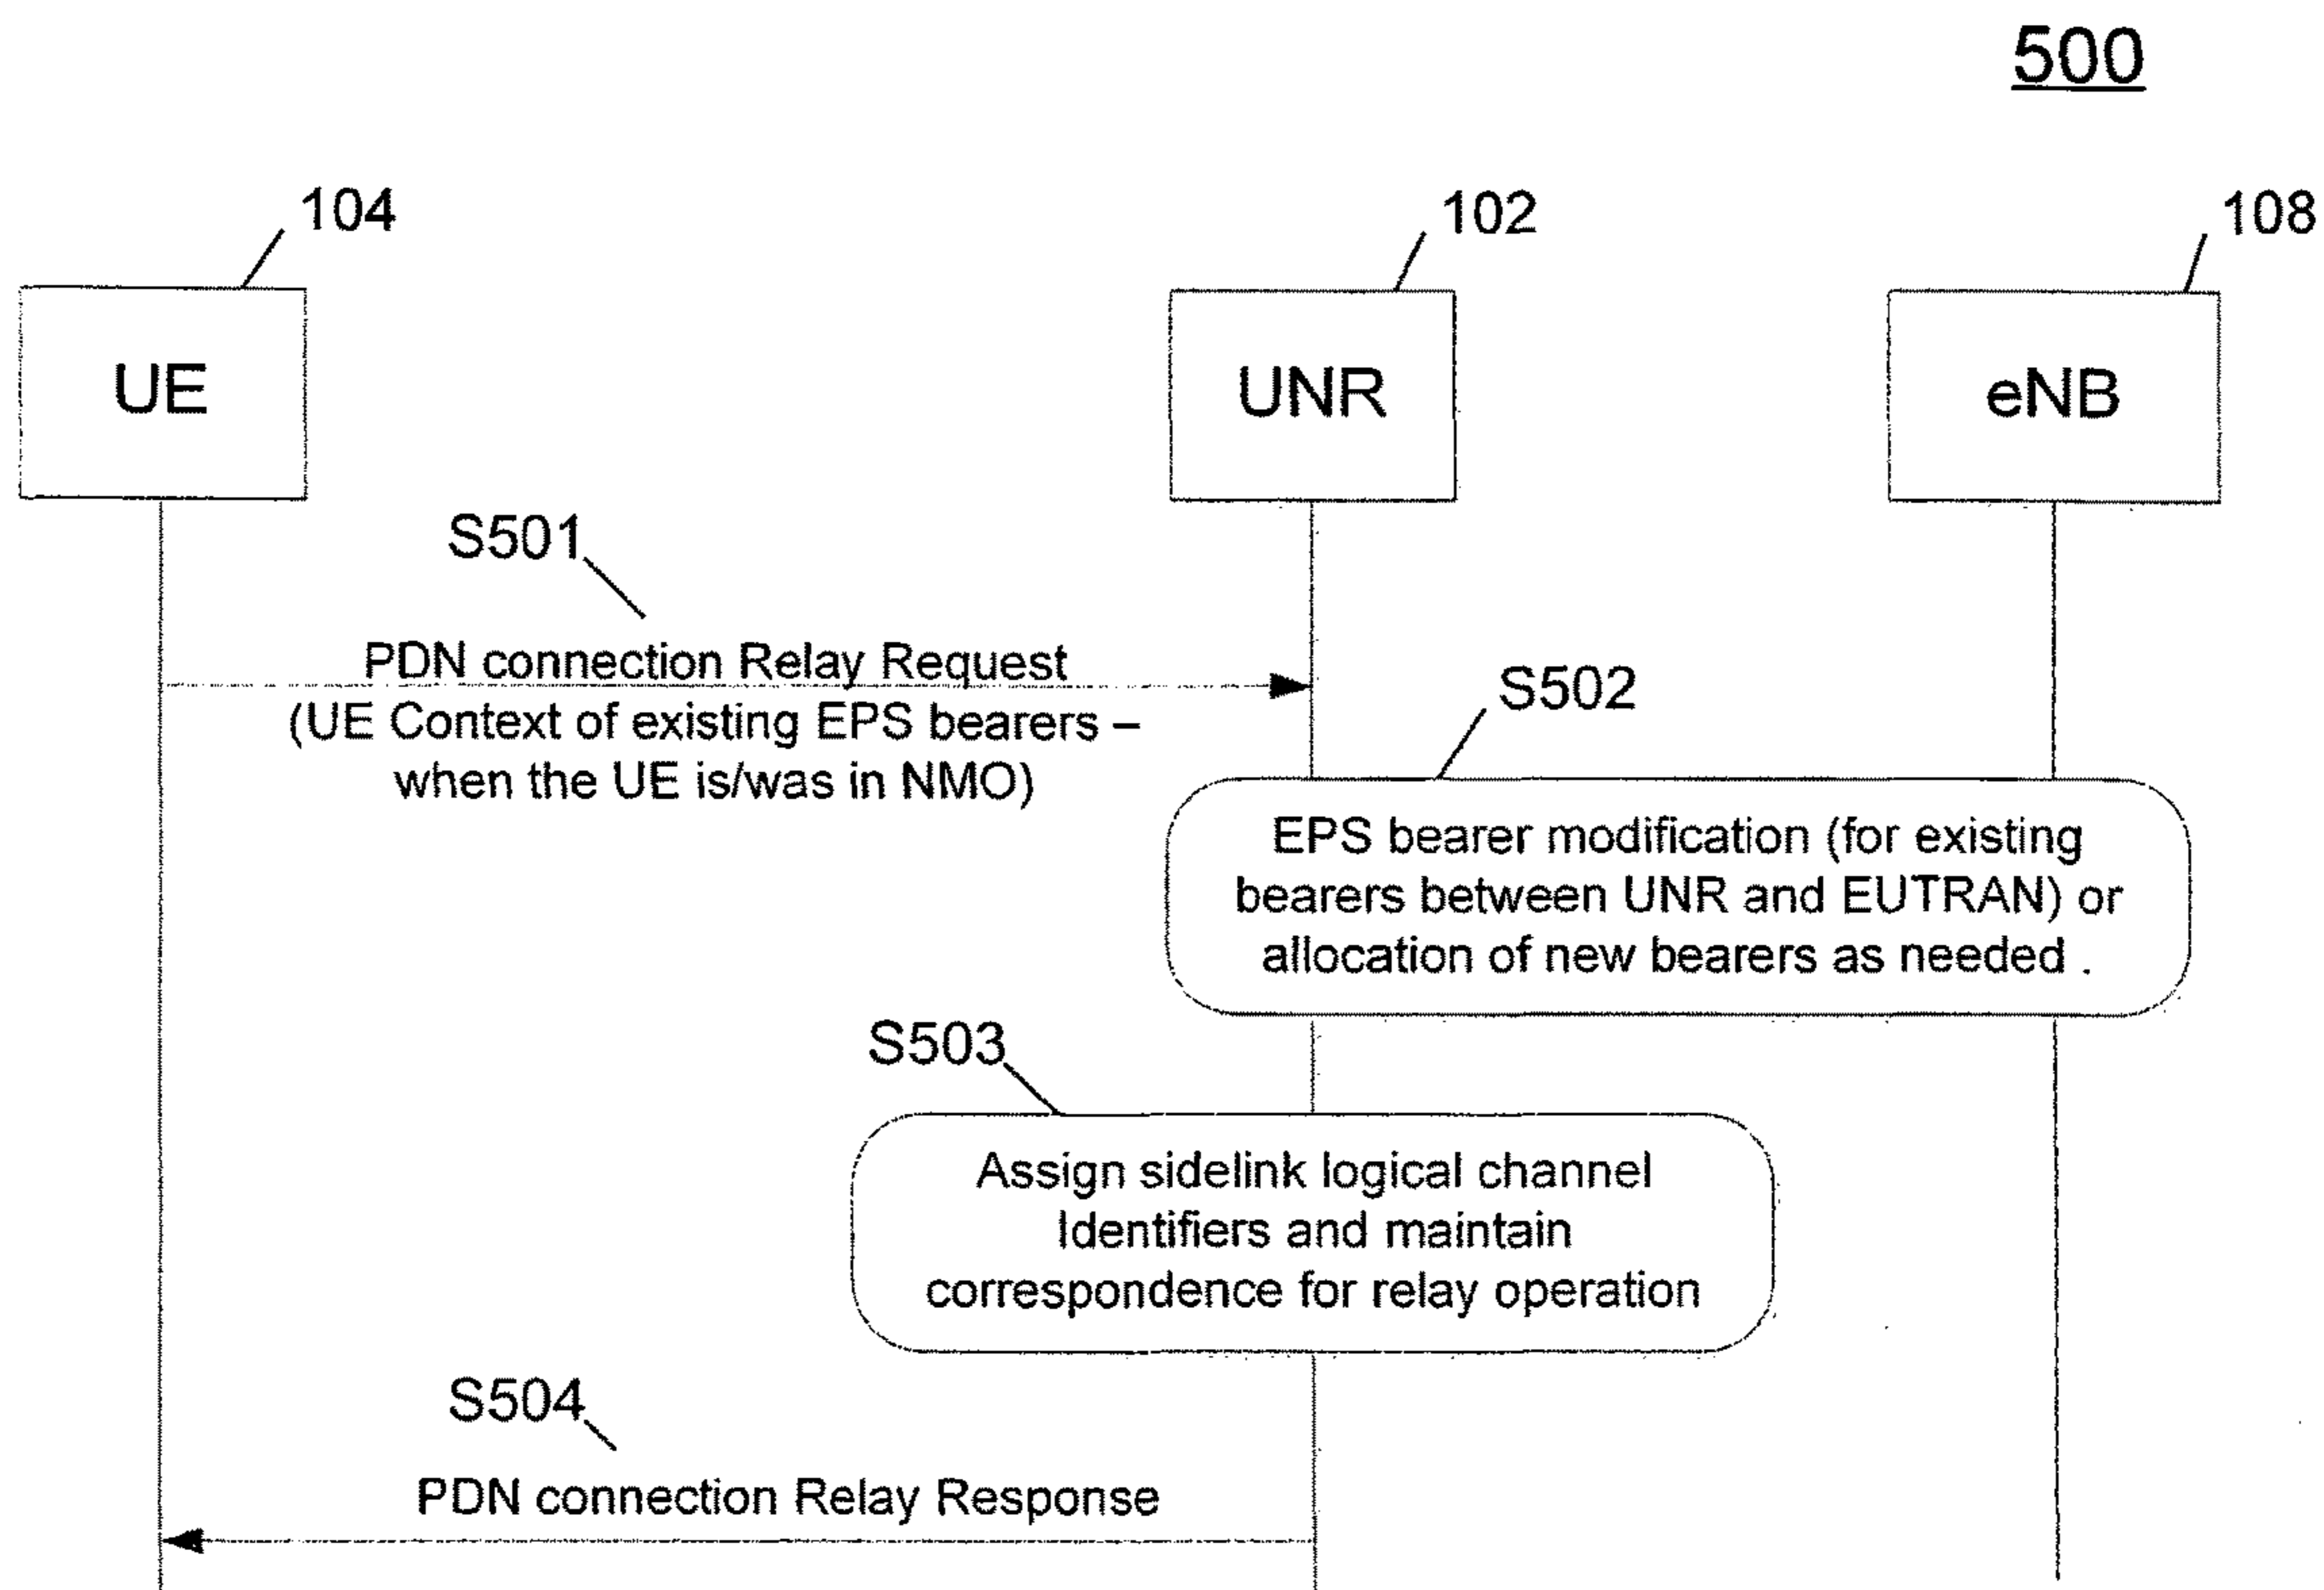 500
104
102
108
UE
UNR
eNB
S501
PDN connection Relay Request
(UE Context of existing EPS bearers –
when the UE is/was in NMO)
S502
EPS bearer modification (for existing
bearers between UNR and EUTRAN) or
allocation of new bearers as needed .
S503
Assign sidelink logical channel
Identifiers and maintain
correspondence for relay operation
S504
PDN connection Relay Response